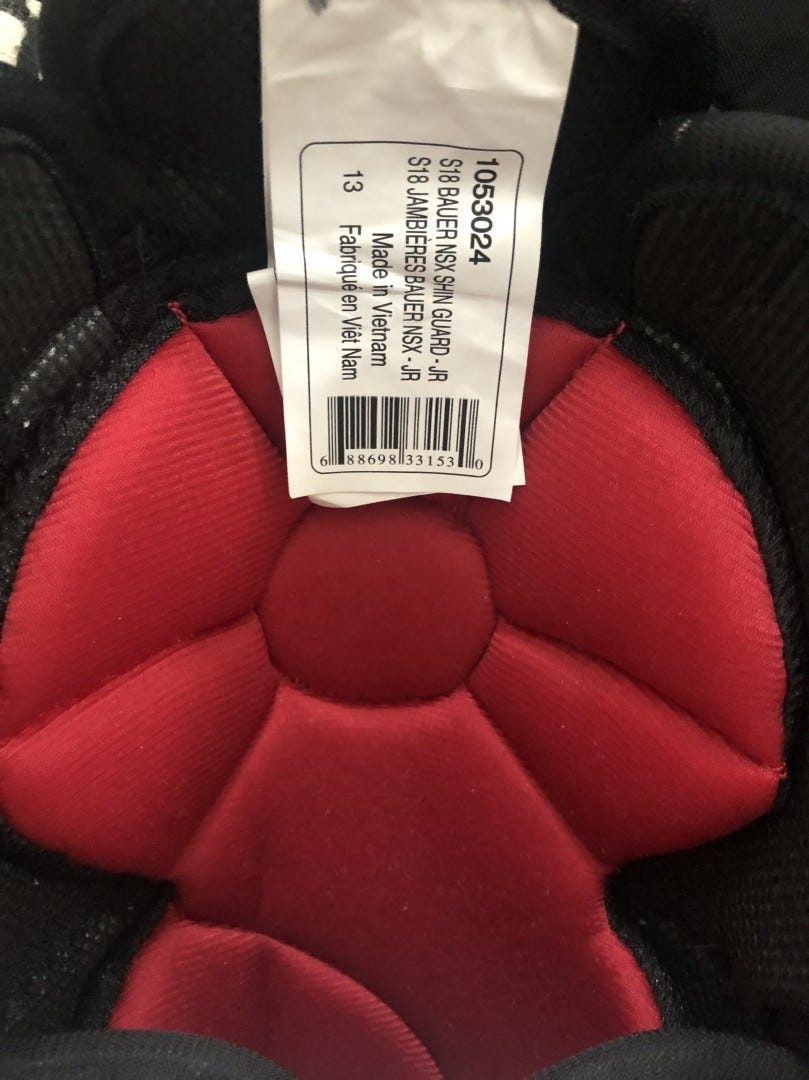 1053024
S18 BAUER NSX SHIN GUARD - JR
S18 JAMBIÈRES BAUER NSX - JR
Made in Vietnam
13
Fabriqué en Viêt Nam
6 88698 33153 0